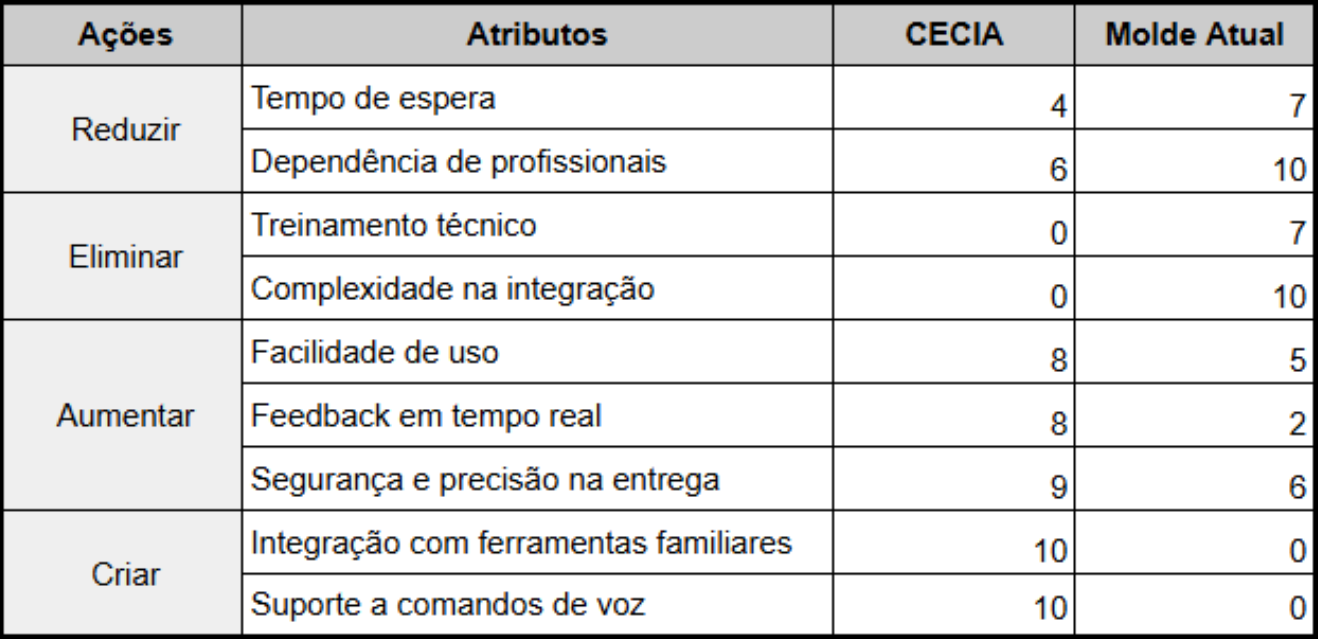 Ações Atributos CECIA Molde Atual
Reduzir
Tempo de espera 4 7
Dependência de profissionais 6 10
Eliminar
Treinamento técnico 0 7
Complexidade na integração 0 10
Aumentar
Facilidade de uso 8 5
Feedback em tempo real 8 2
Segurança e precisão na entrega 9 6
Criar
Integração com ferramentas familiares 10 0
Suporte a comandos de voz 10 0